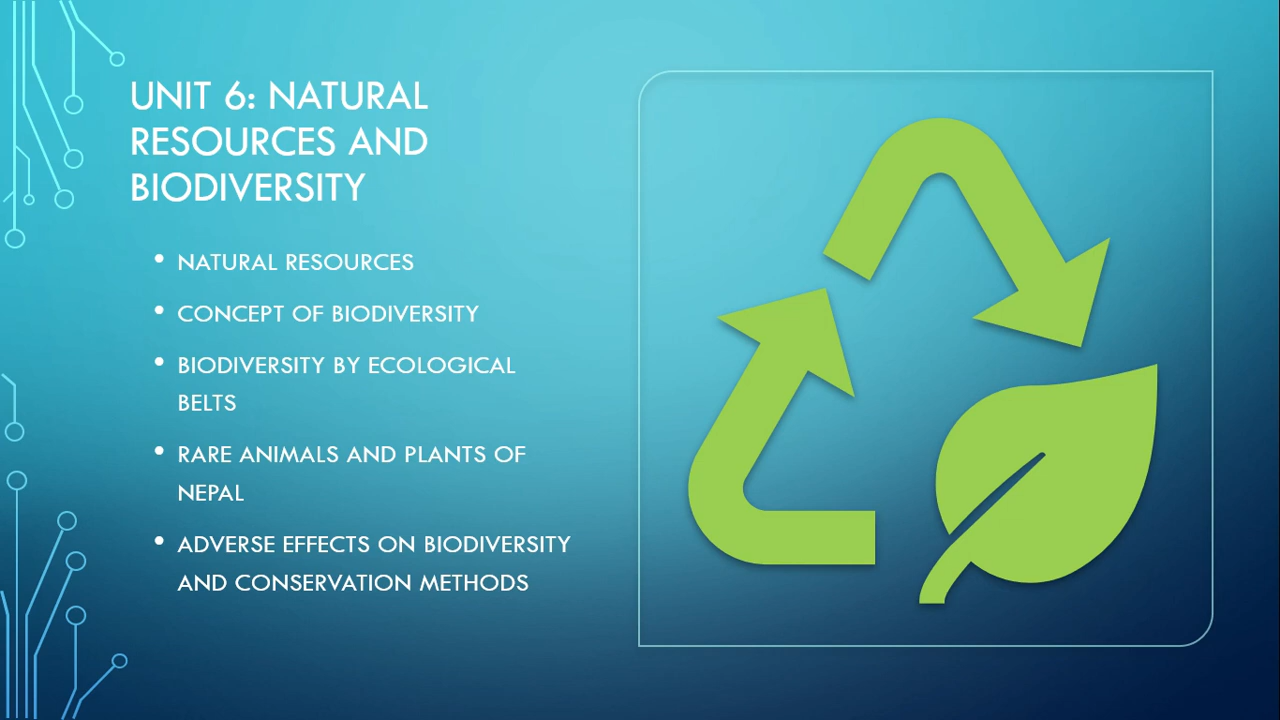 UNIT 6: NATURAL
RESOURCES AND
BIODIVERSITY
• NATURAL RESOURCES
• CONCEPT OF BIODIVERSITY
• BIODIVERSITY BY ECOLOGICAL
BELTS
• RARE ANIMALS AND PLANTS OF
NEPAL
• ADVERSE EFFECTS ON BIODIVERSITY
AND CONSERVATION METHODS